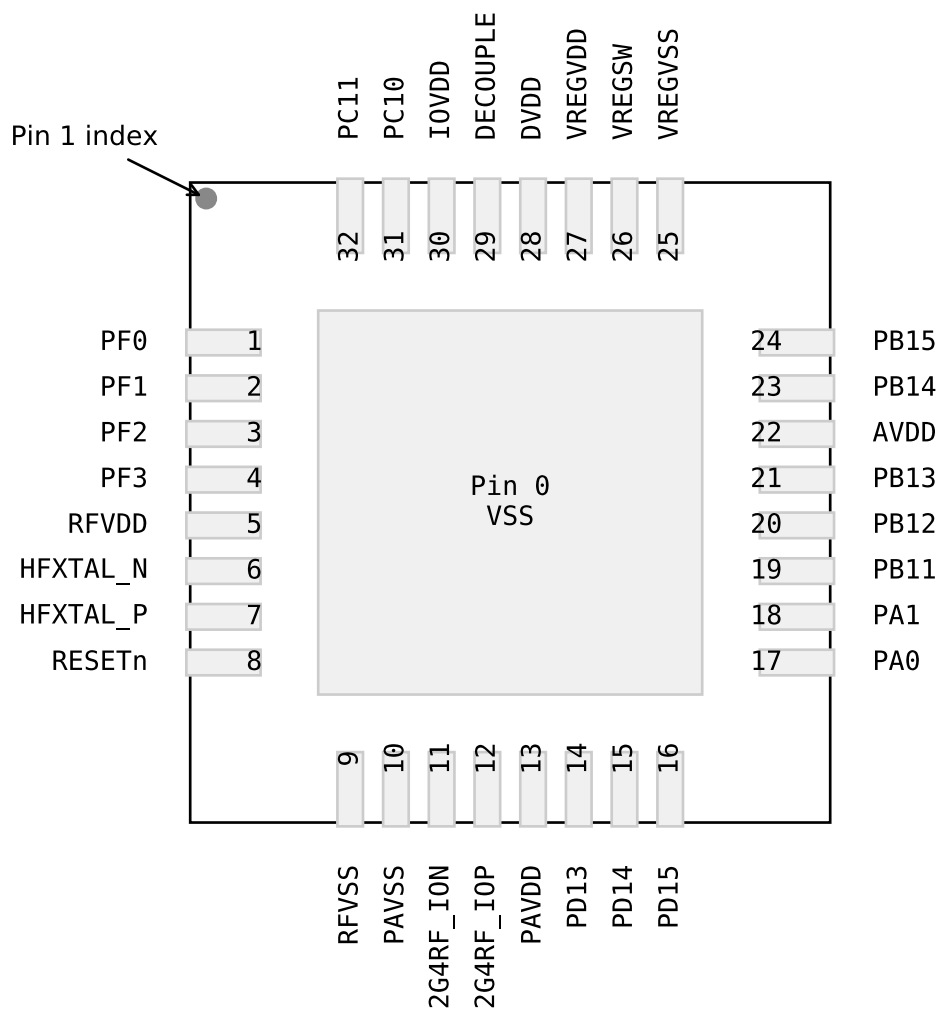 PC11 PC10 IOVDD DECOUPLE DVDD VREGVDD VREGSW VREGVSS
Pin 1 index
32 31 30 29 28 27 26 25
PF0 1 24 PB15
PF1 2 23 PB14
PF2 3 22 AVDD
PF3 4 21 PB13
Pin 0
VSS
RFVDD 5 20 PB12
HFXTAL_N 6 19 PB11
HFXTAL_P 7 18 PA1
RESETn 8 17 PA0
9 10 11 12 13 14 15 16
RFVSS PAVSS 2G4RF_ION 2G4RF_IOP PAVDD PD13 PD14 PD15